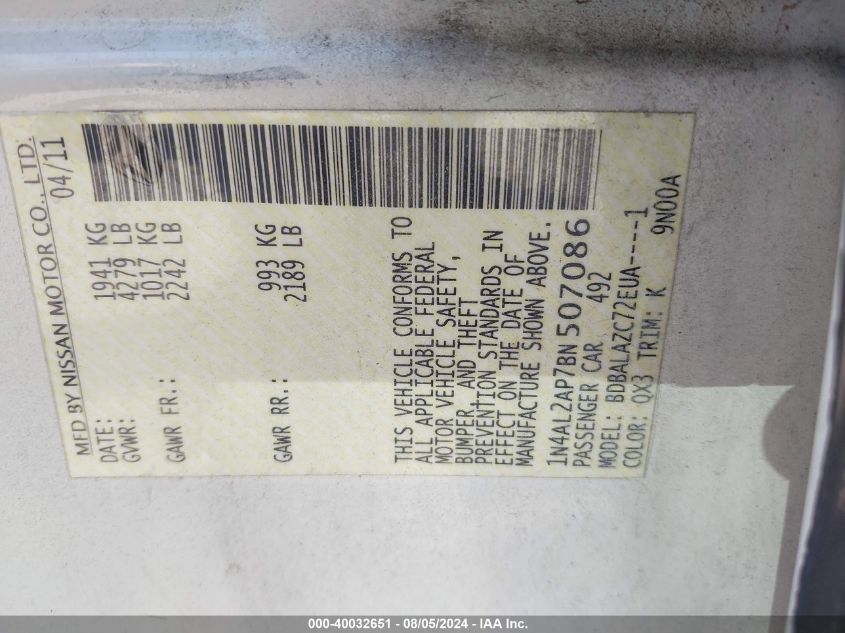 MFD BY NISSAN MOTOR CO., LTD.
DATE: 04/11
GVWR: 1941 KG
4279 LB
GAWR FR.: 1017 KG
2242 LB
GAWR RR.: 993 KG
2189 LB
THIS VEHICLE CONFORMS TO
ALL APPLICABLE FEDERAL
MOTOR VEHICLE SAFETY,
BUMPER, AND THEFT
PREVENTION STANDARDS IN
EFFECT ON THE DATE OF
MANUFACTURE SHOWN ABOVE.
1N4AL2AP7BN507086
PASSENGER CAR 492
MODEL: BDBALAZC72EUA----1
COLOR: QX3 TRIM: K 9N00A
000-40032651 - 08/05/2024 - IAA Inc.